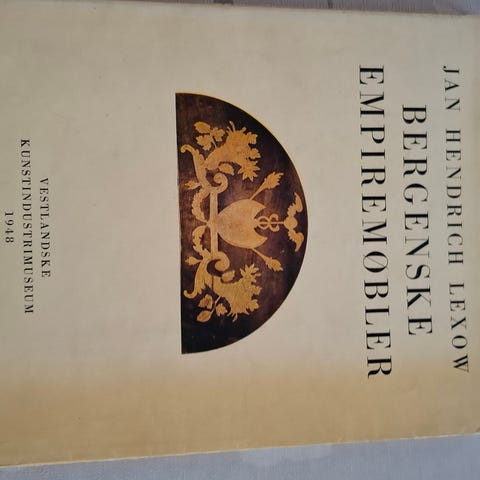 JAN HENDRICH LEXOW
BERGENSKE
EMPIREMØBLER
VESTLANDSKE
KUNSTINDUSTRIMUSEUM
1948